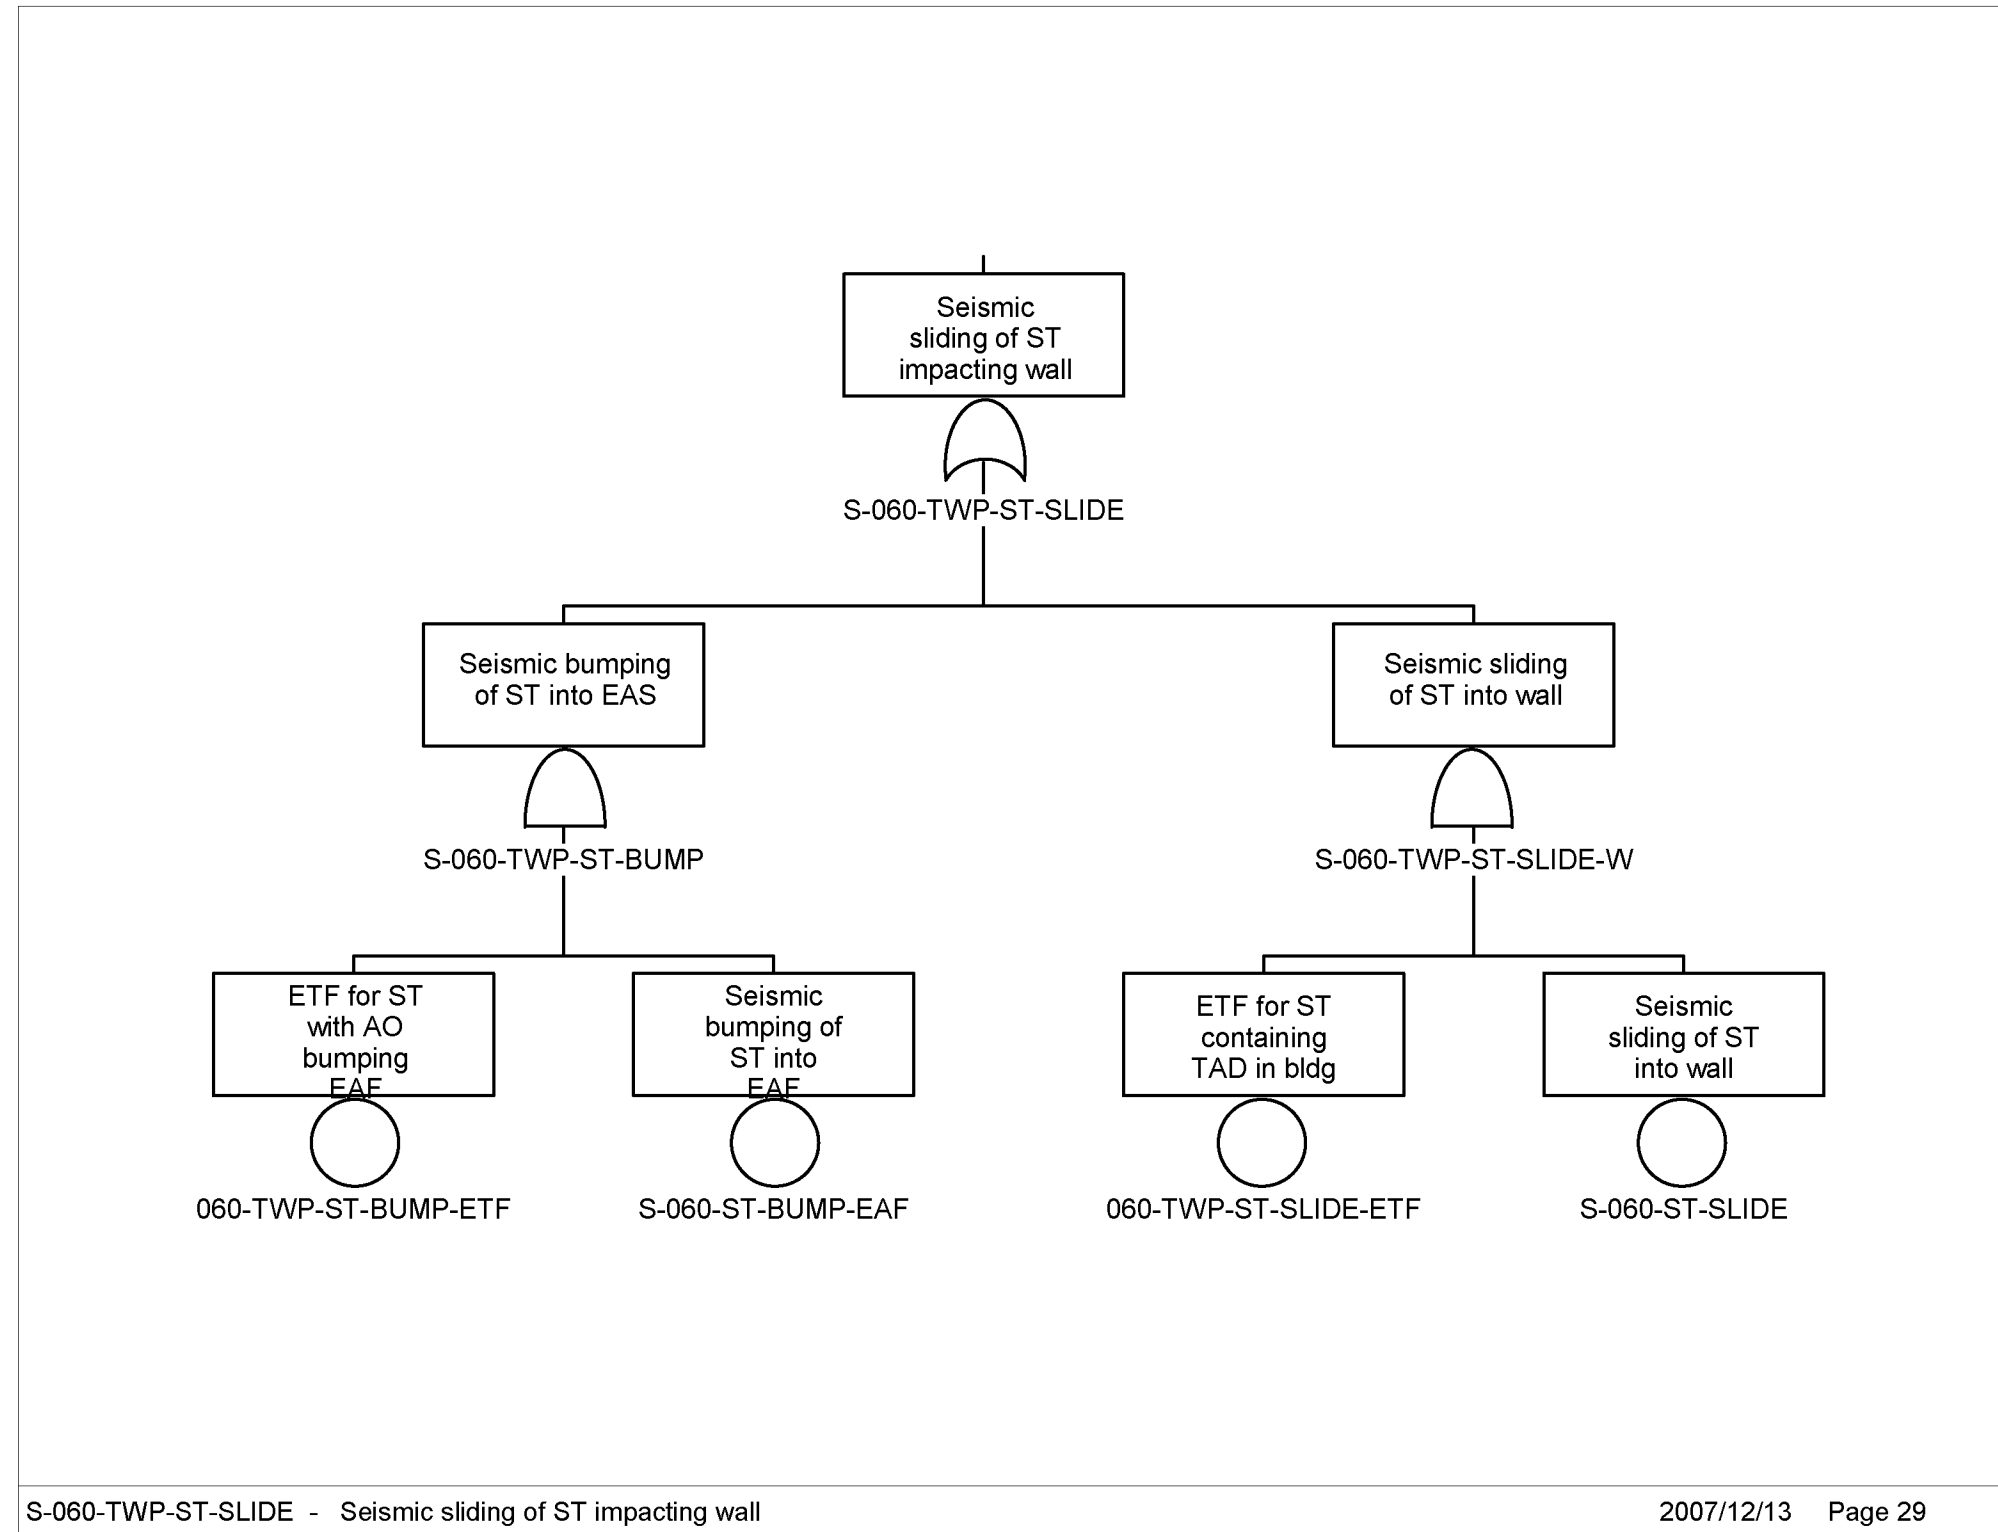 Seismic
sliding of ST
impacting wall
S-060-TWP-ST-SLIDE
Seismic bumping
of ST into EAS
S-060-TWP-ST-BUMP
Seismic sliding
of ST into wall
S-060-TWP-ST-SLIDE-W
ETF for ST
with AO
bumping
EAF
060-TWP-ST-BUMP-ETF
Seismic
bumping of
ST into
EAF
S-060-ST-BUMP-EAF
ETF for ST
containing
TAD in bldg
060-TWP-ST-SLIDE-ETF
Seismic
sliding of ST
into wall
S-060-ST-SLIDE
S-060-TWP-ST-SLIDE - Seismic sliding of ST impacting wall
2007/12/13 Page 29